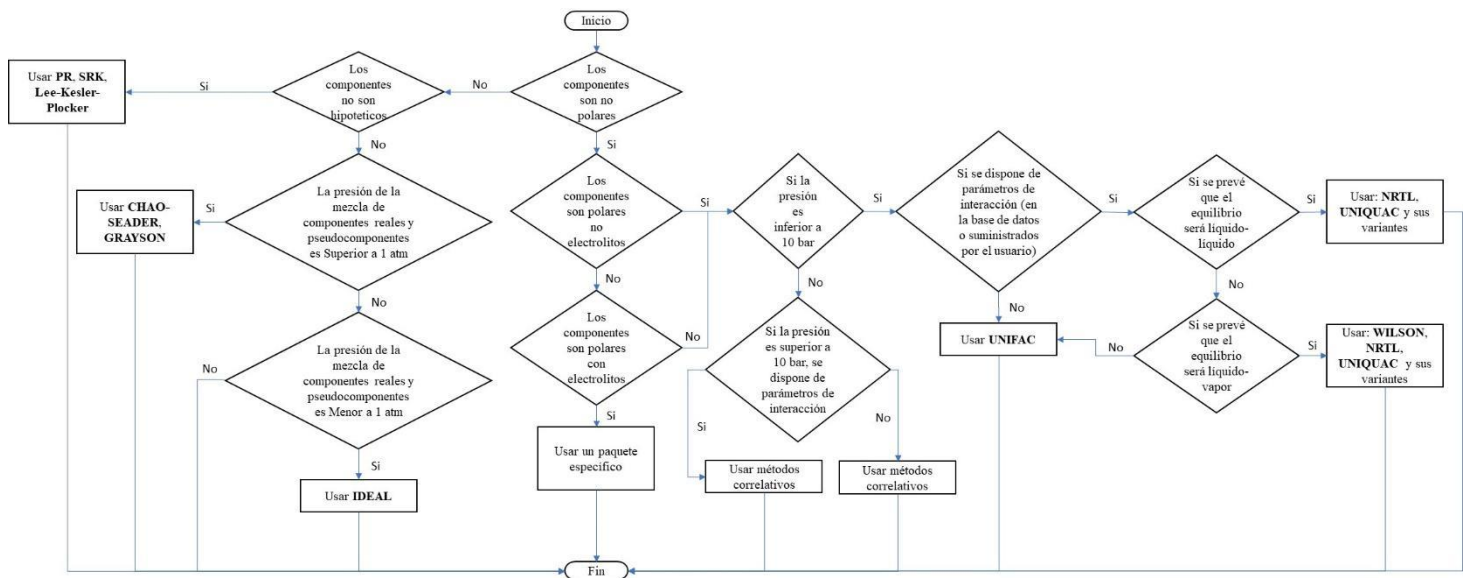 Inicio
Los
componentes
son no
polares
No
Si
Los
componentes
no son
hipoteticos
Si
No
Usar PR, SRK,
Lee-Kesler-
Plocker
La presión de la
mezcla de
componentes reales y
pseudocomponentes
es Superior a 1 atm
Si
No
Usar CHAO-
SEADER,
GRAYSON
La presión de la
mezcla de
componentes reales y
pseudocomponentes
es Menor a 1 atm
No
Si
Usar IDEAL
Los
componentes
son polares
no
electrolitos
Si
No
Los
componentes
son polares
con
electrolitos
No
Si
Usar un paquete
especifico
Si la
presión
es
inferior a
10 bar
Si
No
Si la presión
es superior a
10 bar, se
dispone de
parámetros de
interacción
Si
No
Usar métodos
correlativos
Usar métodos
correlativos
Si se dispone de
parámetros de
interacción (en
la base de datos
o suministrados
por el usuario)
Si
No
Usar UNIFAC
Si se prevé
que el
equilibrio
será liquido-
liquido
Si
No
Usar: NRTL,
UNIQUAC y sus
variantes
Si se prevé
que el
equilibrio
será liquido-
vapor
No
Si
Usar: WILSON,
NRTL,
UNIQUAC y sus
variantes
Fin